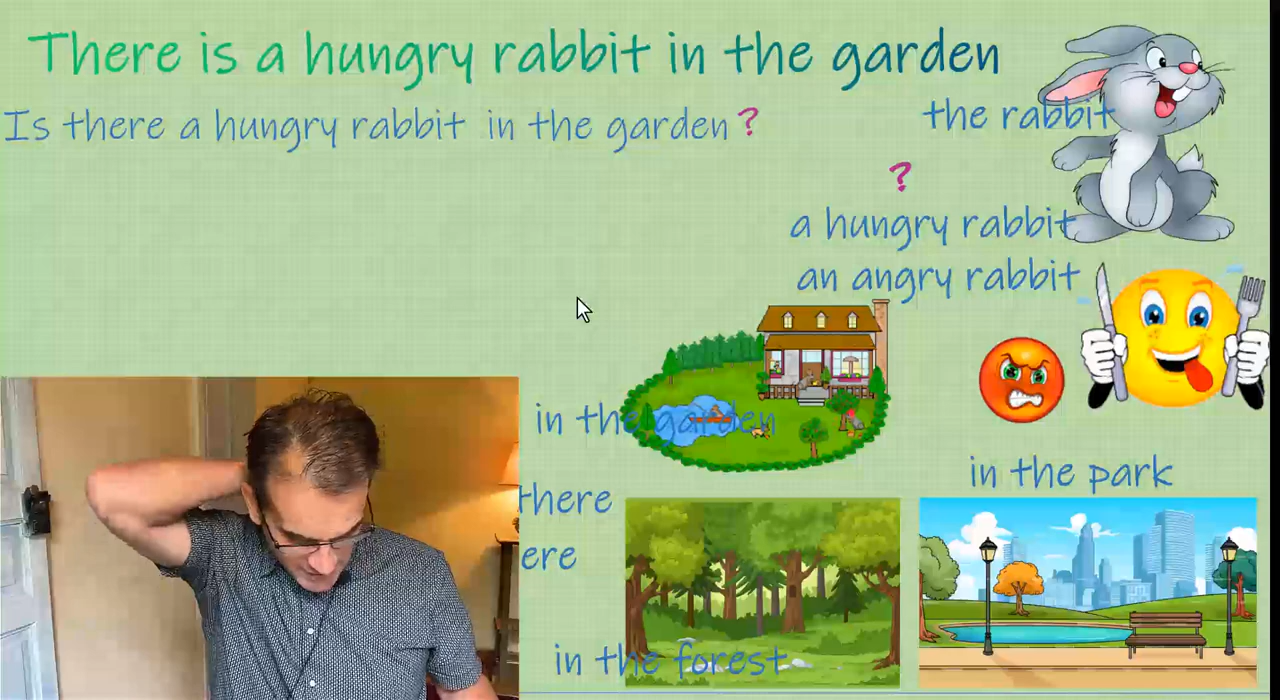 There is a hungry rabbit in the garden
Is there a hungry rabbit in the garden ?
the rabbit
?
a hungry rabbit
an angry rabbit
in the garden
in the park
there
ere
in the forest